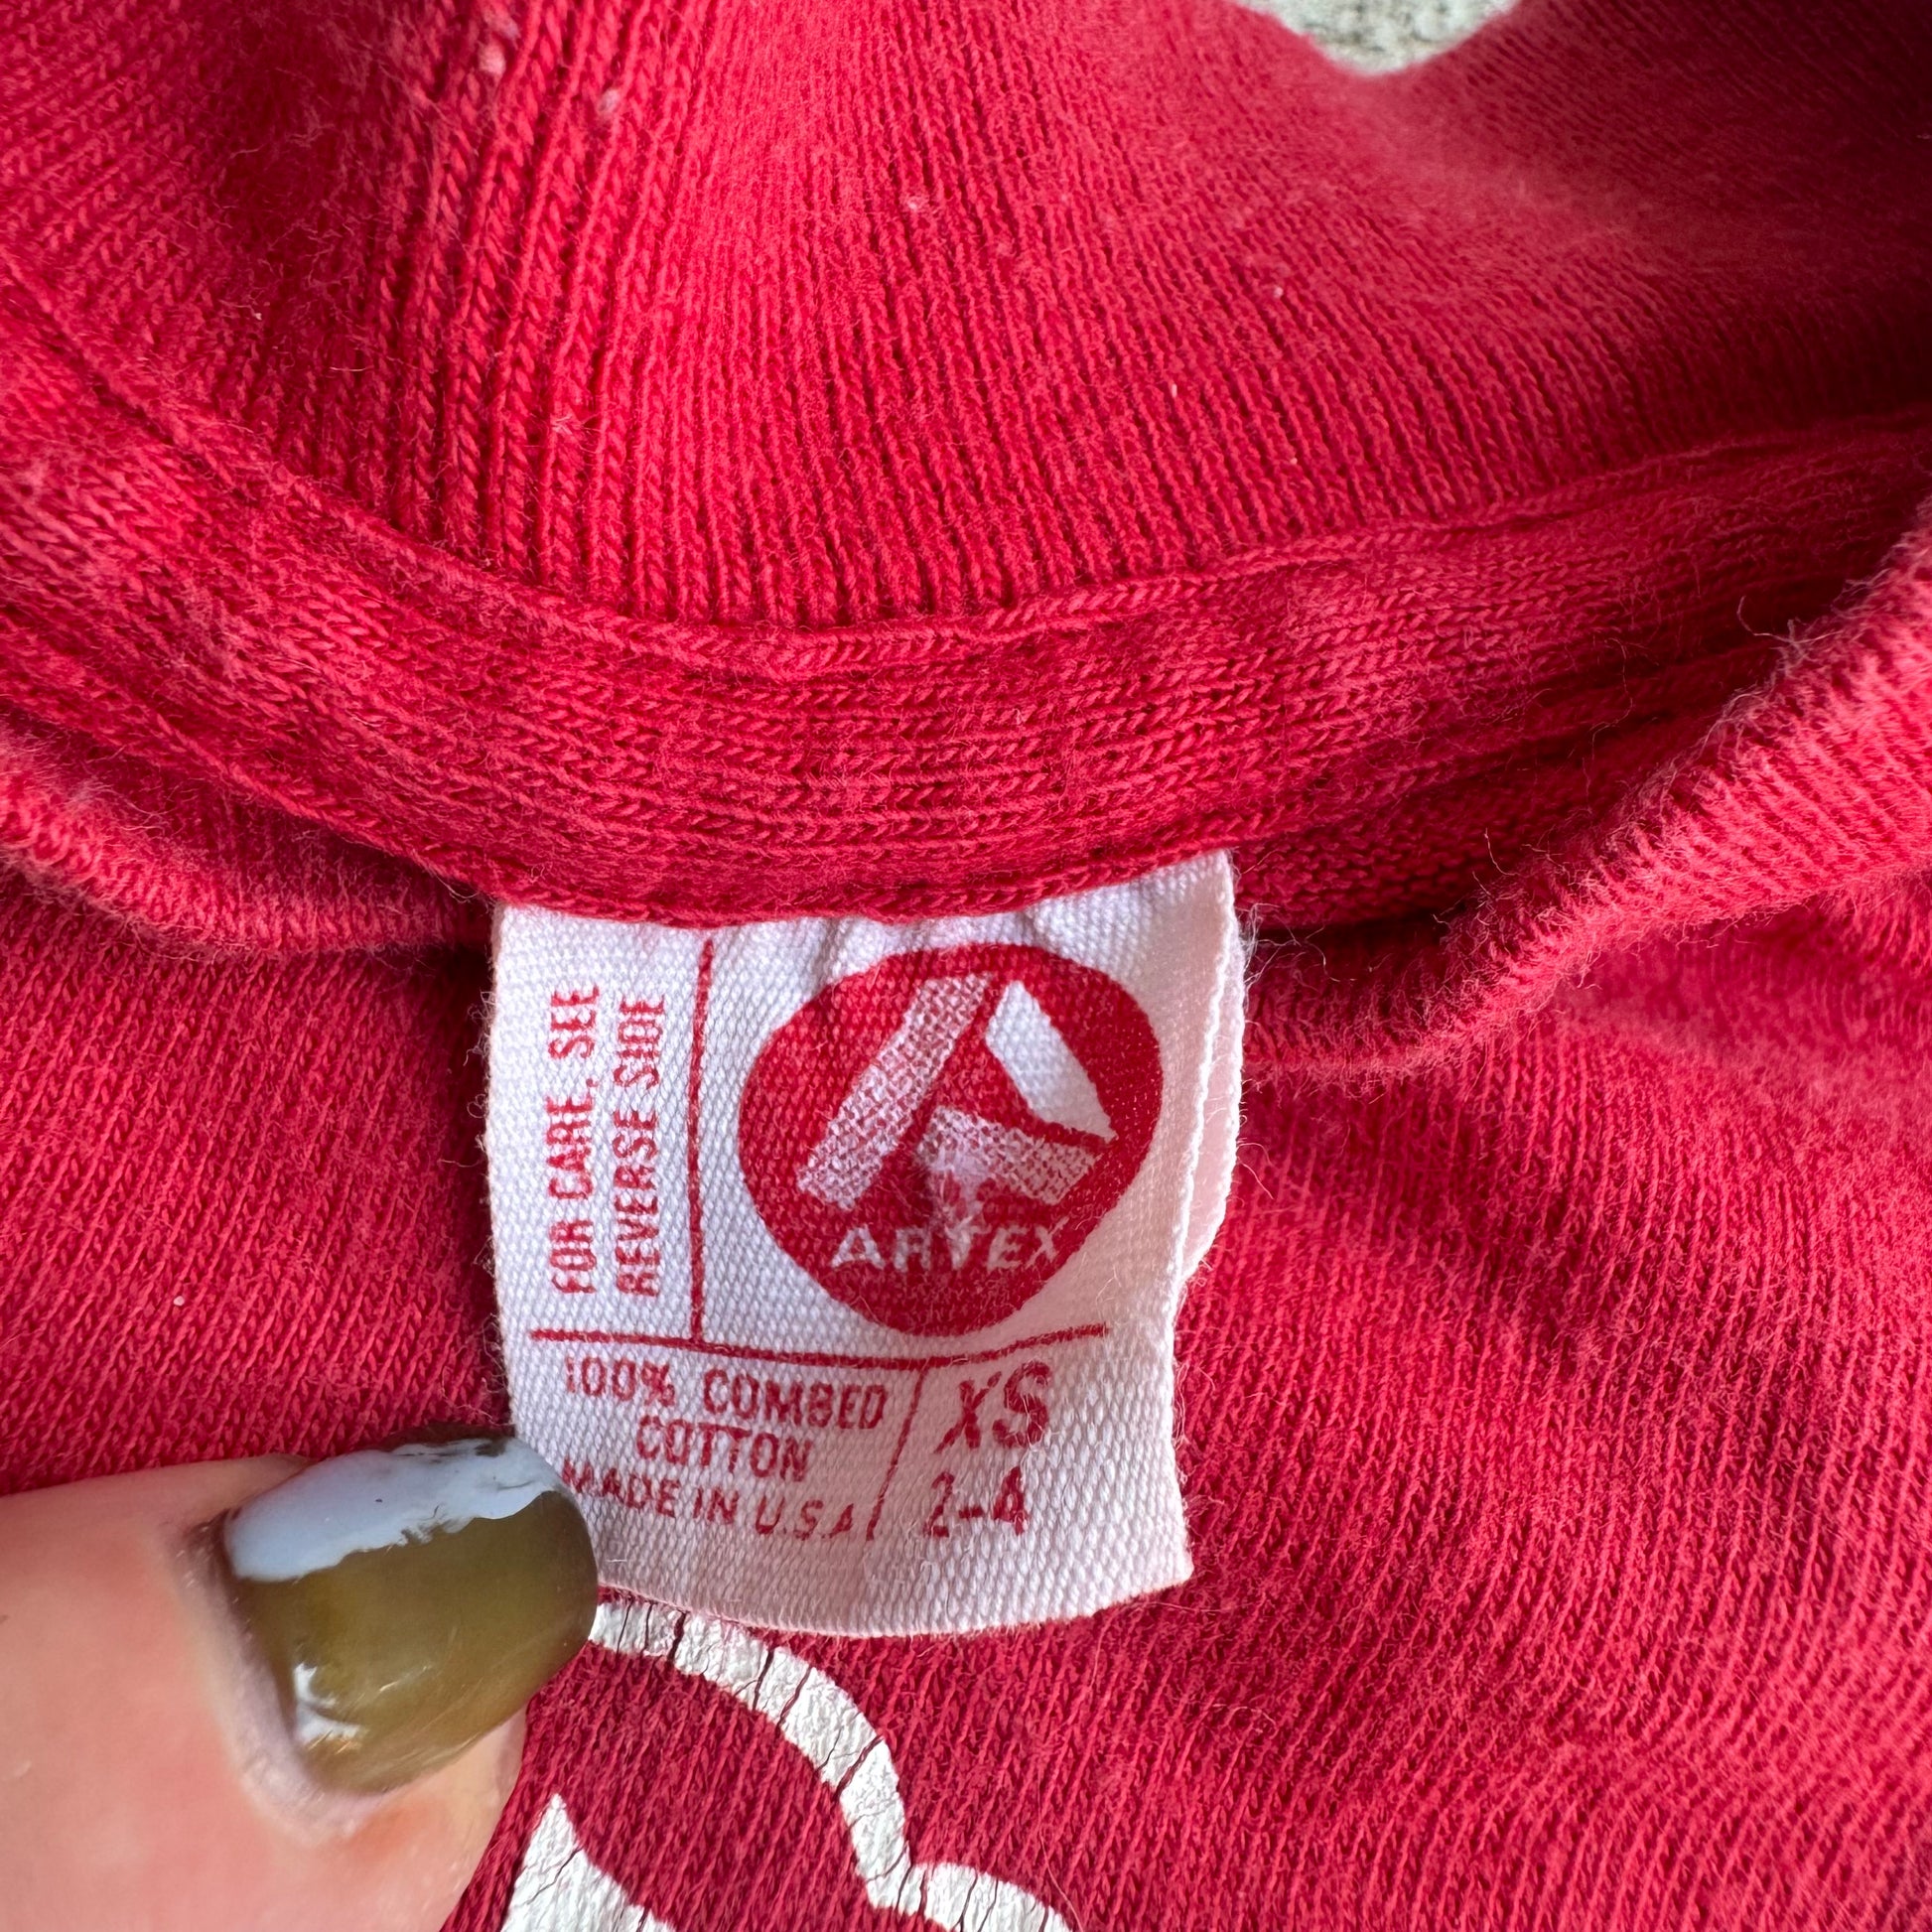 FOR CARE, SEE
REVERSE SIDE
ARTEX
100% COMBED
COTTON
MADE IN U.S.A
XS
2-4